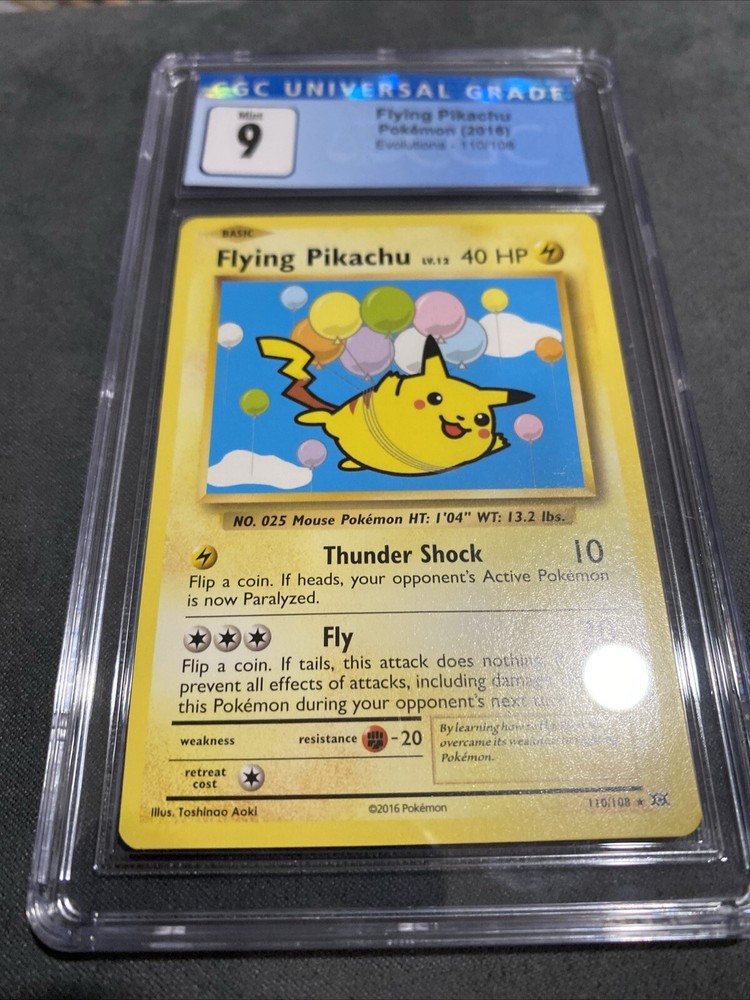 CGC UNIVERSAL GRADE
Mint
9
Flying Pikachu
Pokémon (2016)
Evolutions - 110/108
BASIC
Flying Pikachu LV.12 40 HP
NO. 025 Mouse Pokémon HT: 1'04" WT: 13.2 lbs.
Thunder Shock 10
Flip a coin. If heads, your opponent's Active Pokémon
is now Paralyzed.
Fly 30
Flip a coin. If tails, this attack does nothin
prevent all effects of attacks, including damag
this Pokémon during your opponent's next
weakness resistance -20
By learning how to
overcame its
Pokémon.
retreat
cost
Illus. Toshinao Aoki ©2016 Pokémon 110/108